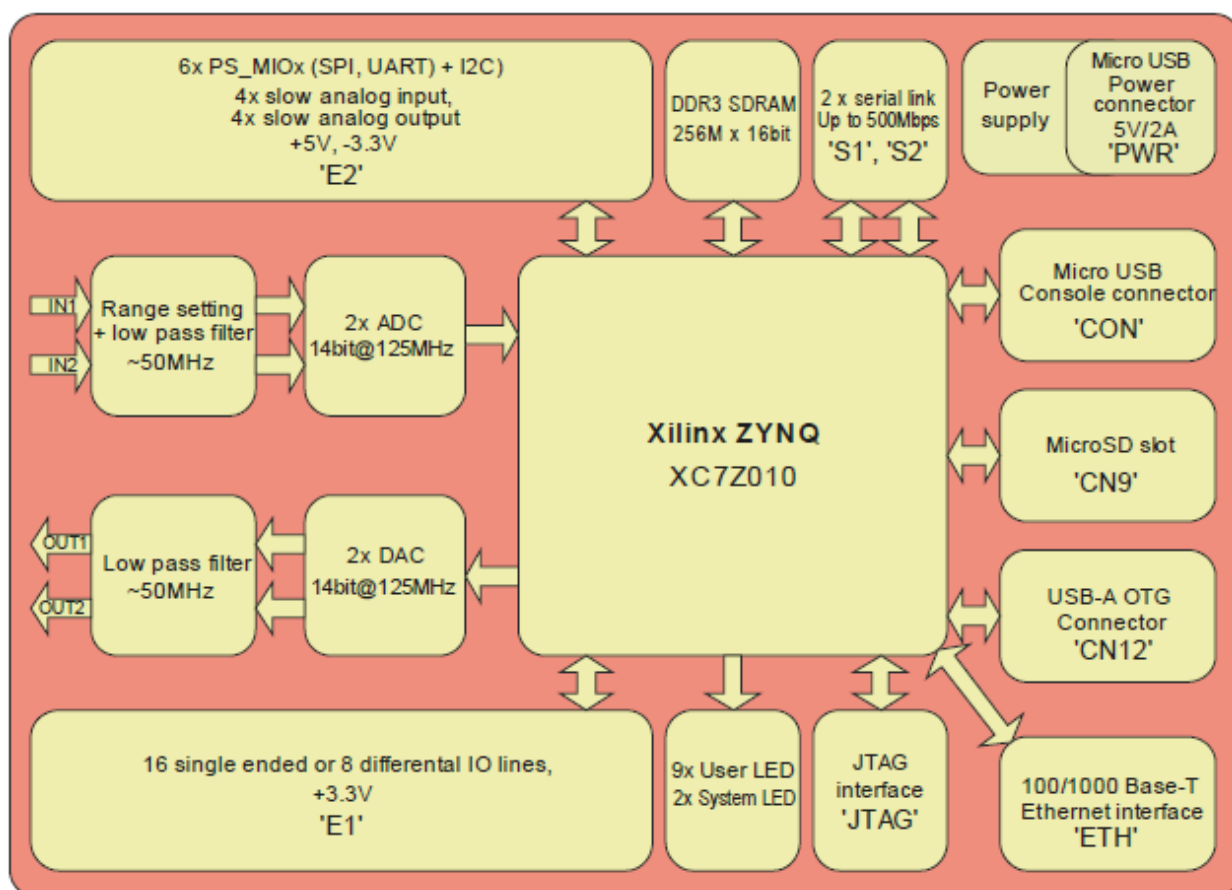 6x PS_MIOx (SPI, UART) + I2C)
4x slow analog input,
4x slow analog output
+5V, -3.3V
'E2'
DDR3 SDRAM
256M x 16bit
2 x serial link
Up to 500Mbps
'S1', 'S2'
Power
supply
Micro USB
Power
connector
5V/2A
'PWR'
IN1
IN2
Range setting
+ low pass filter
~50MHz
2x ADC
14bit@125MHz
Xilinx ZYNQ
XC7Z010
Micro USB
Console connector
'CON'
MicroSD slot
'CN9'
OUT1
OUT2
Low pass filter
~50MHz
2x DAC
14bit@125MHz
USB-A OTG
Connector
'CN12'
16 single ended or 8 differental IO lines,
+3.3V
'E1'
9x User LED
2x System LED
JTAG
interface
'JTAG'
100/1000 Base-T
Ethernet interface
'ETH'